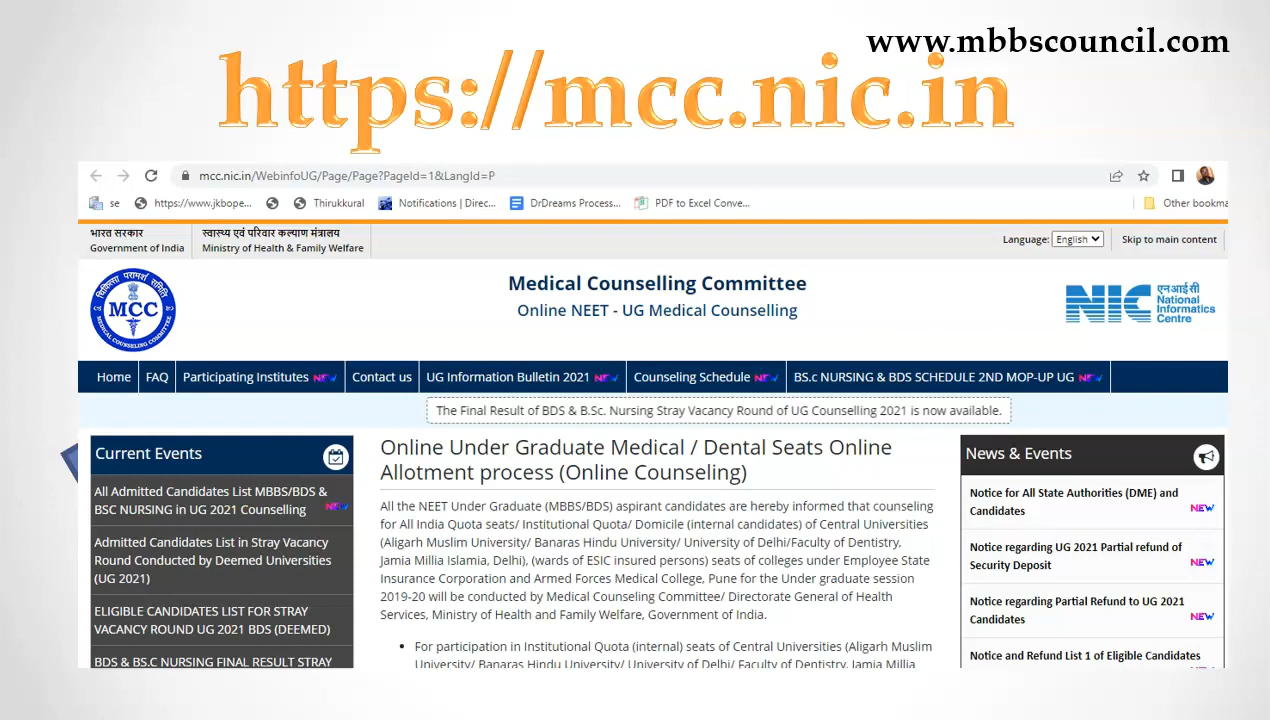 www.mbbscouncil.com
https://mcc.nic.in
mcc.nic.in/WebinfoUG/Page/Page?PageId=1&LangId=P
se https://www.jkbope... Thirukkural Notifications | Direc... DrDreams Process... PDF to Excel Conve... Other bookma
भारत सरकार
Government of India
स्वास्थ्य एवं परिवार कल्याण मंत्रालय
Ministry of Health & Family Welfare
Language: English Skip to main content
चिकित्सा परामर्श समिति
MCC
MEDICAL COUNSELING COMMITTEE
Medical Counselling Committee
Online NEET - UG Medical Counselling
NIC एनआईसी
National
Informatics
Centre
Home FAQ Participating Institutes NEW Contact us UG Information Bulletin 2021 NEW Counseling Schedule NEW BS.c NURSING & BDS SCHEDULE 2ND MOP-UP UG NEW
The Final Result of BDS & B.Sc. Nursing Stray Vacancy Round of UG Counselling 2021 is now available.
Current Events
All Admitted Candidates List MBBS/BDS &
BSC NURSING in UG 2021 Counselling NEW
Admitted Candidates List in Stray Vacancy
Round Conducted by Deemed Universities
(UG 2021)
ELIGIBLE CANDIDATES LIST FOR STRAY
VACANCY ROUND UG 2021 BDS (DEEMED)
BDS & BS.C NURSING FINAL RESULT STRAY
Online Under Graduate Medical / Dental Seats Online
Allotment process (Online Counseling)
All the NEET Under Graduate (MBBS/BDS) aspirant candidates are hereby informed that counseling
for All India Quota seats/ Institutional Quota/ Domicile (internal candidates) of Central Universities
(Aligarh Muslim University/ Banaras Hindu University/ University of Delhi/Faculty of Dentistry,
Jamia Millia Islamia, Delhi), (wards of ESIC insured persons) seats of colleges under Employee State
Insurance Corporation and Armed Forces Medical College, Pune for the Under graduate session
2019-20 will be conducted by Medical Counseling Committee/ Directorate General of Health
Services, Ministry of Health and Family Welfare, Government of India.
• For participation in Institutional Quota (internal) seats of Central Universities (Aligarh Muslim
University/ Banaras Hindu University/ University of Delhi/ Faculty of Dentistry, Jamia Millia
News & Events
Notice for All State Authorities (DME) and
Candidates NEW
Notice regarding UG 2021 Partial refund of
Security Deposit NEW
Notice regarding Partial Refund to UG 2021
Candidates NEW
Notice and Refund List 1 of Eligible Candidates